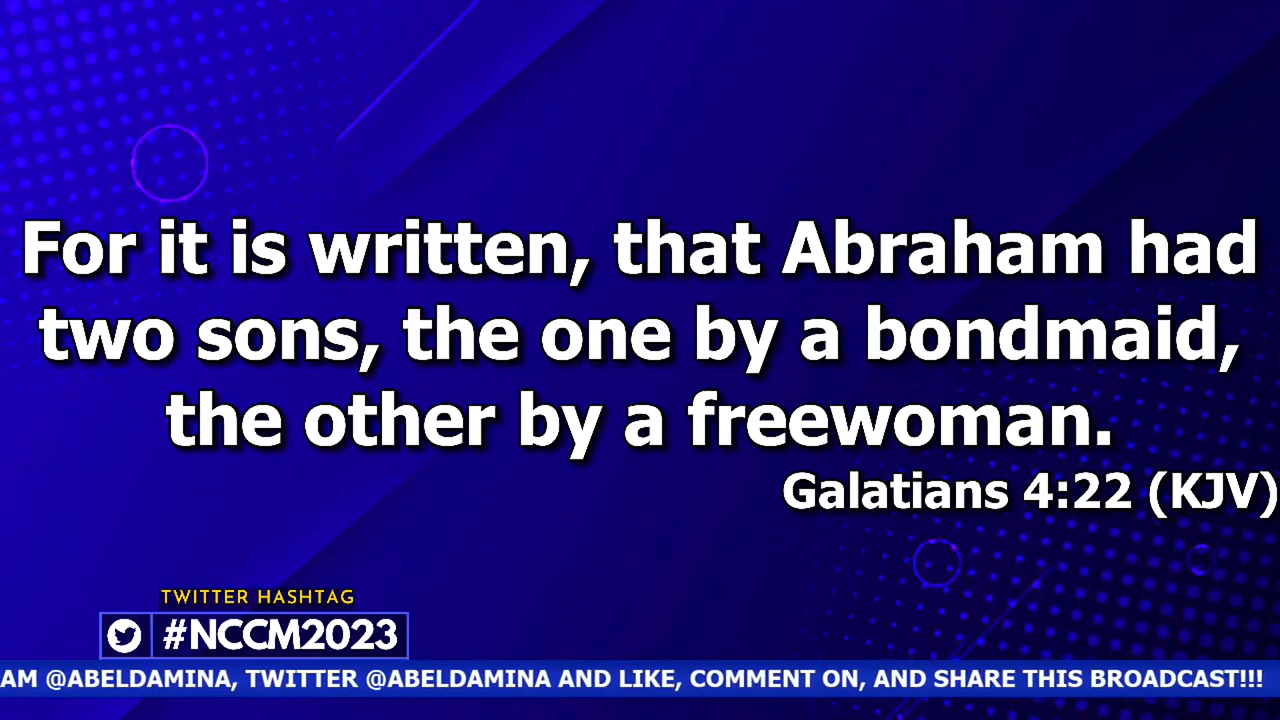 For it is written, that Abraham had
two sons, the one by a bondmaid,
the other by a freewoman.
Galatians 4:22 (KJV)
TWITTER HASHTAG
#NCCM2023
AM @ABELDAMINA, TWITTER @ABELDAMINA AND LIKE, COMMENT ON, AND SHARE THIS BROADCAST!!!